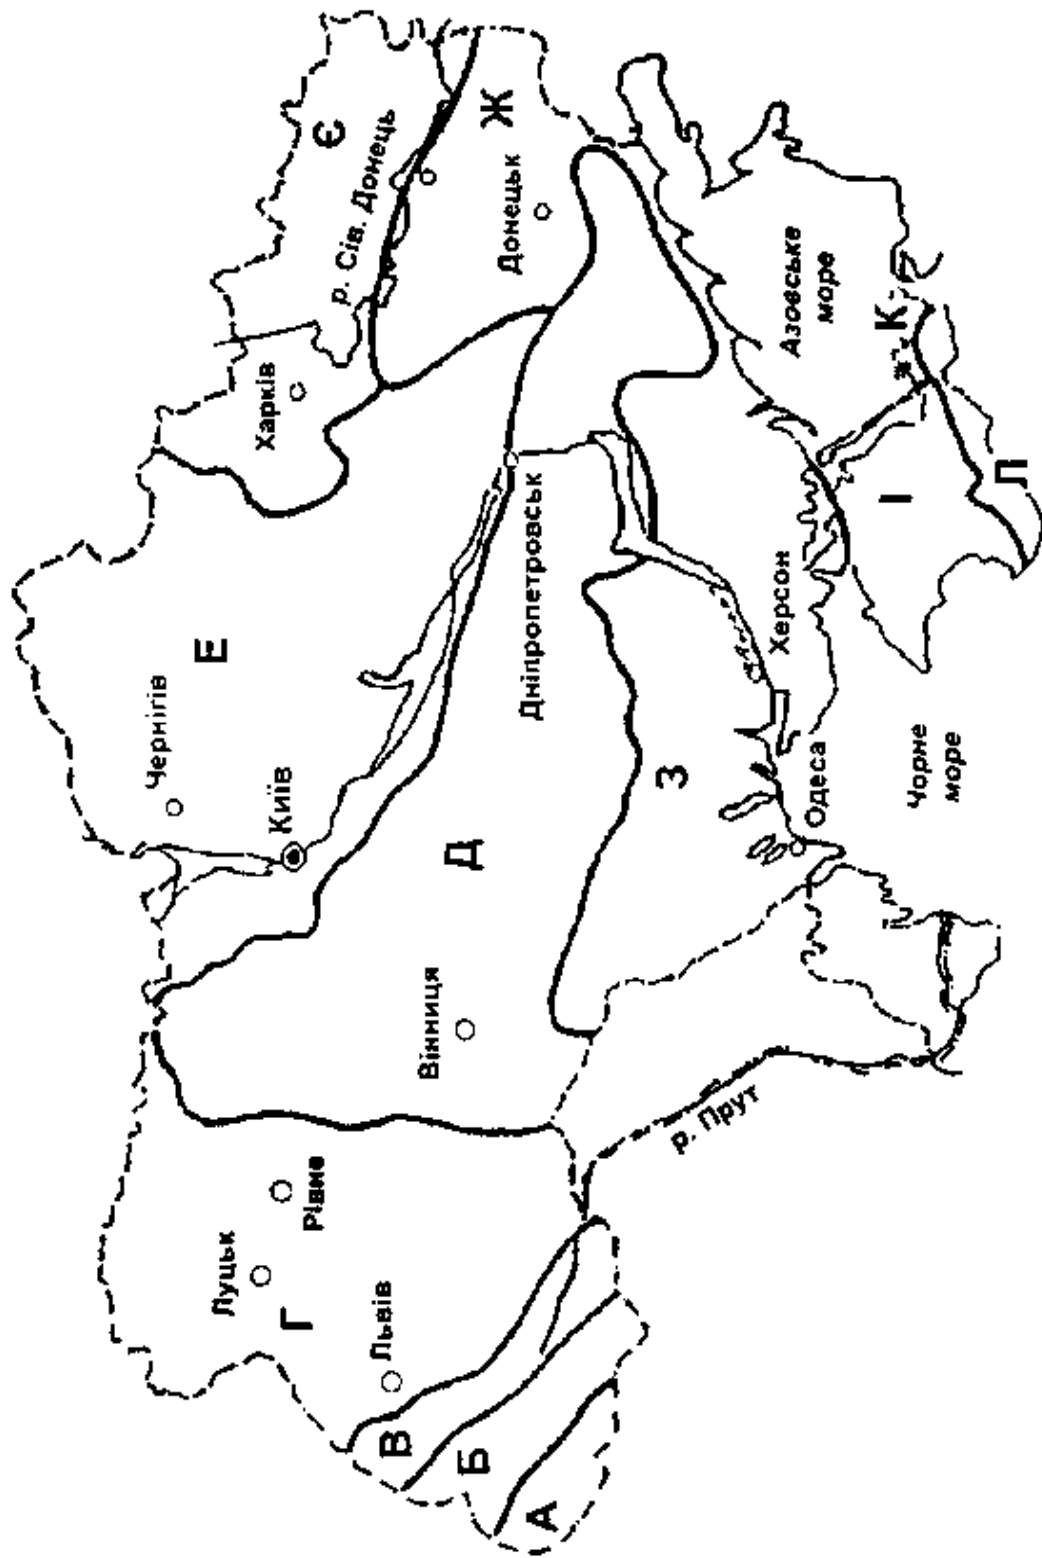 Чернігів
Е
Луцьк
Харків
Київ
Г
Рівне
Є
р. Сів. Донець
Львів
В
Вінниця
Д
Б
Ж
Донецьк
Дніпропетровськ
А
З
р. Прут
Херсон
Азовське
море
Одеса
К
І
Чорне
море
Л